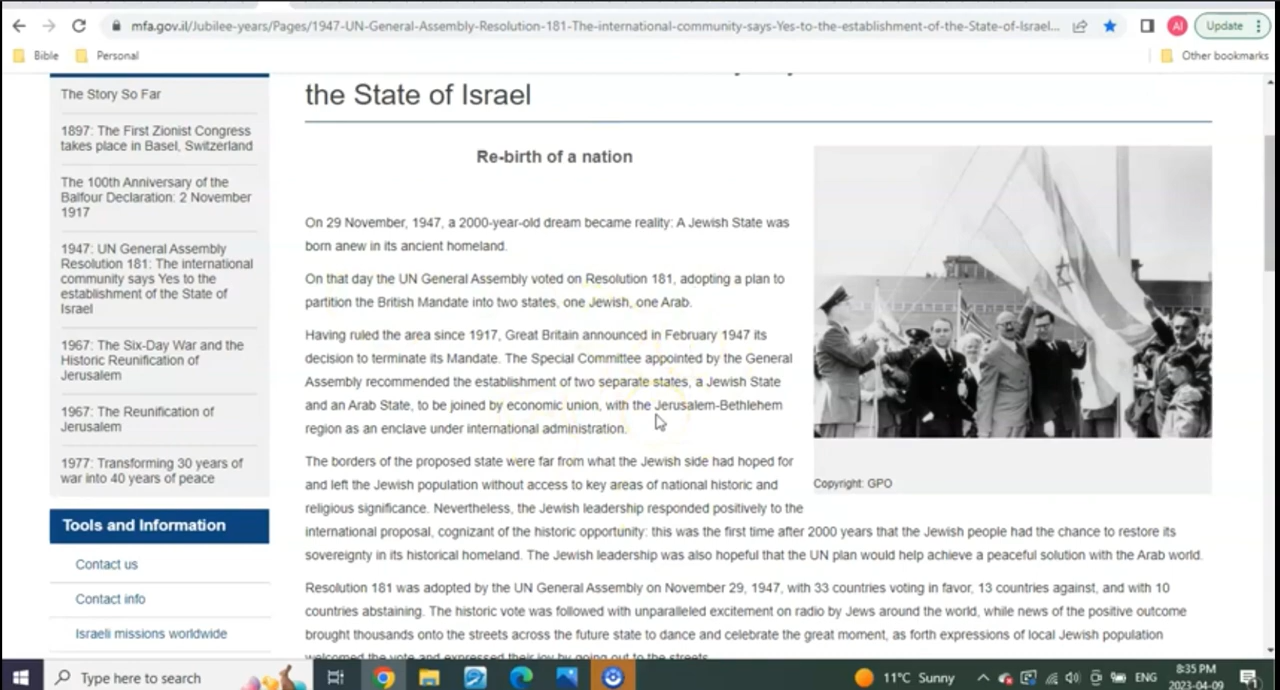 mfa.gov.il/Jubilee-years/Pages/1947-UN-General-Assembly-Resolution-181-The-international-community-says-Yes-to-the-establishment-of-the-State-of-Israel...
AI
Update
Bible
Personal
Other bookmarks
The Story So Far
1897: The First Zionist Congress
takes place in Basel, Switzerland
The 100th Anniversary of the
Balfour Declaration: 2 November
1917
1947: UN General Assembly
Resolution 181: The international
community says Yes to the
establishment of the State of
Israel
1967: The Six-Day War and the
Historic Reunification of
Jerusalem
1967: The Reunification of
Jerusalem
1977: Transforming 30 years of
war into 40 years of peace
Tools and Information
Contact us
Contact info
Israeli missions worldwide
the State of Israel
Re-birth of a nation
On 29 November, 1947, a 2000-year-old dream became reality: A Jewish State was
born anew in its ancient homeland.
On that day the UN General Assembly voted on Resolution 181, adopting a plan to
partition the British Mandate into two states, one Jewish, one Arab.
Having ruled the area since 1917, Great Britain announced in February 1947 its
decision to terminate its Mandate. The Special Committee appointed by the General
Assembly recommended the establishment of two separate states, a Jewish State
and an Arab State, to be joined by economic union, with the Jerusalem-Bethlehem
region as an enclave under international administration.
The borders of the proposed state were far from what the Jewish side had hoped for
and left the Jewish population without access to key areas of national historic and
religious significance. Nevertheless, the Jewish leadership responded positively to the
international proposal, cognizant of the historic opportunity: this was the first time after 2000 years that the Jewish people had the chance to restore its
sovereignty in its historical homeland. The Jewish leadership was also hopeful that the UN plan would help achieve a peaceful solution with the Arab world.
Resolution 181 was adopted by the UN General Assembly on November 29, 1947, with 33 countries voting in favor, 13 countries against, and with 10
countries abstaining. The historic vote was followed with unparalleled excitement on radio by Jews around the world, while news of the positive outcome
brought thousands onto the streets across the future state to dance and celebrate the great moment, as forth expressions of local Jewish population
welcomed the vote and expressed their joy by going out to the streets.
Copyright: GPO
Type here to search
11°C Sunny
ENG
8:35 PM
2023-04-09
1